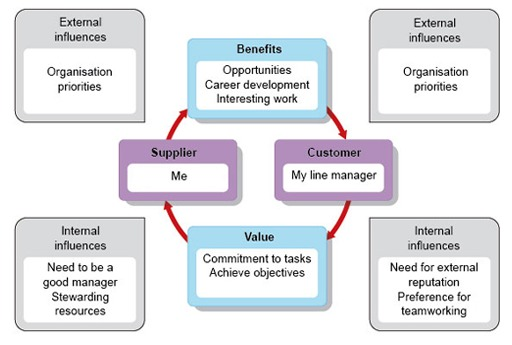 External
influences
Organisation
priorities
Benefits
Opportunities
Career development
Interesting work
External
influences
Organisation
priorities
Supplier
Me
Customer
My line manager
Internal
influences
Need to be a
good manager
Stewarding
resources
Value
Commitment to tasks
Achieve objectives
Internal
influences
Need for external
reputation
Preference for
teamworking